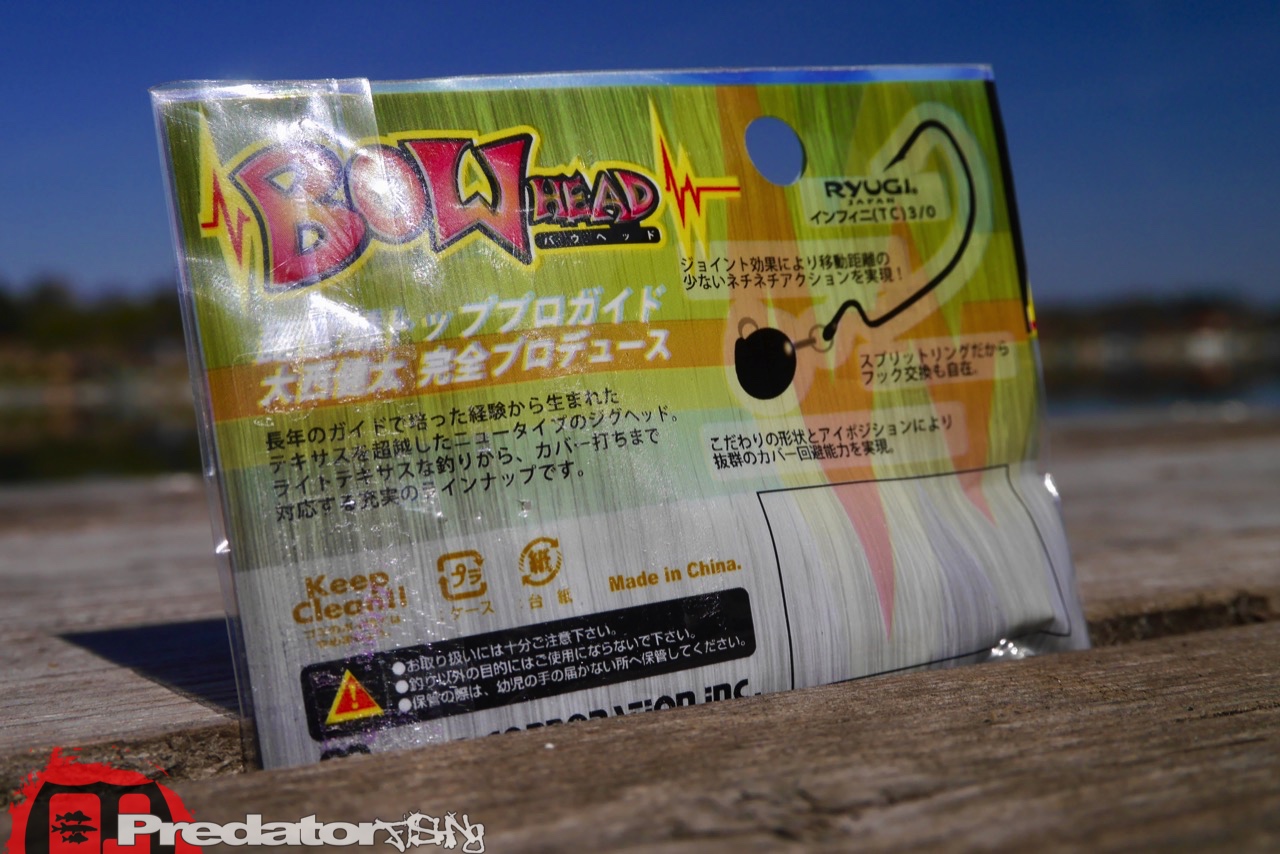 BOW HEAD
バウヘッド
RYUGI.
JAPAN
インフィニ(TC)3/0
ジョイント効果により移動距離の
少ないネチネチアクションを実現！
トッププロガイド
大西健太 完全プロデュース
スプリットリングだから
フック交換も自在。
長年のガイドで培った経験から生まれた
テキサスを超越したニュータイプのジグヘッド。
ライトテキサスな釣りから、カバー打ちまで
対応する充実のラインナップです。
こだわりの形状とアイポジションにより
抜群のカバー回避能力を実現。
Keep
Clean!!
プラ
ケース
紙
台 紙
Made in China.
●お取り扱いには十分ご注意下さい。
●釣り以外の目的にはご使用にならないで下さい。
●保管の際は、幼児の手の届かない所へ保管してください。
CORPORATION inc.
Predator